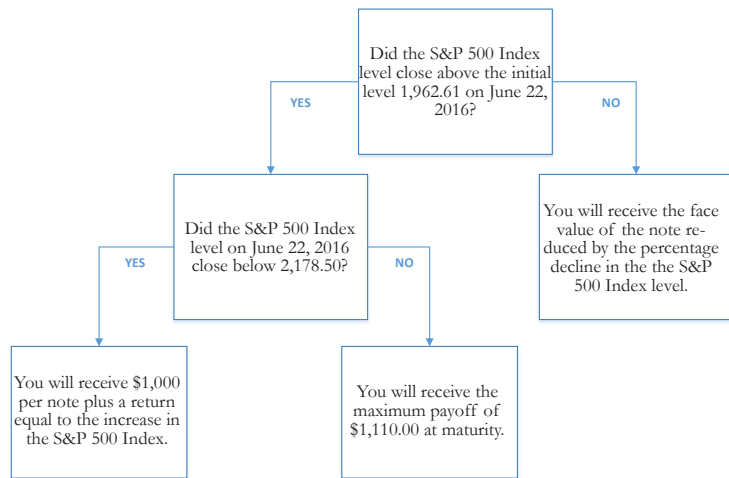 Did the S&P 500 Index
level close above the initial
level 1,962.61 on June 22,
2016?
YES
NO
Did the S&P 500 Index
level on June 22, 2016
close below 2,178.50?
You will receive the face
value of the note re-
duced by the percentage
decline in the the S&P
500 Index level.
YES
NO
You will receive $1,000
per note plus a return
equal to the increase in
the S&P 500 Index.
You will receive the
maximum payoff of
$1,110.00 at maturity.